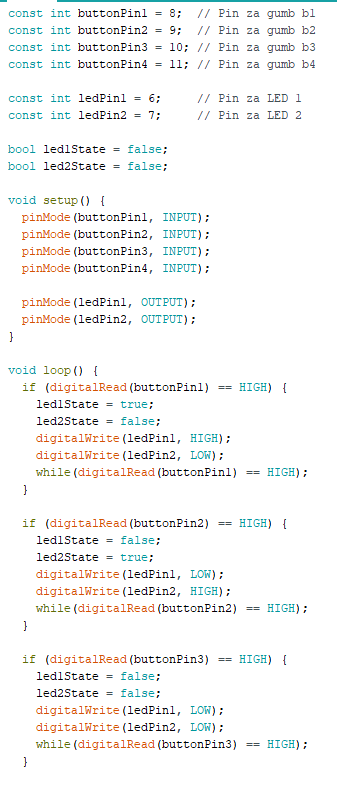 const int buttonPin1 = 8;  // Pin za gumb b1
const int buttonPin2 = 9;  // Pin za gumb b2
const int buttonPin3 = 10; // Pin za gumb b3
const int buttonPin4 = 11; // Pin za gumb b4

const int ledPin1 = 6;     // Pin za LED 1
const int ledPin2 = 7;     // Pin za LED 2

bool led1State = false;
bool led2State = false;

void setup() {
  pinMode(buttonPin1, INPUT);
  pinMode(buttonPin2, INPUT);
  pinMode(buttonPin3, INPUT);
  pinMode(buttonPin4, INPUT);

  pinMode(ledPin1, OUTPUT);
  pinMode(ledPin2, OUTPUT);
}

void loop() {
  if (digitalRead(buttonPin1) == HIGH) {
    led1State = true;
    led2State = false;
    digitalWrite(ledPin1, HIGH);
    digitalWrite(ledPin2, LOW);
    while(digitalRead(buttonPin1) == HIGH);
  }

  if (digitalRead(buttonPin2) == HIGH) {
    led1State = false;
    led2State = true;
    digitalWrite(ledPin1, LOW);
    digitalWrite(ledPin2, HIGH);
    while(digitalRead(buttonPin2) == HIGH);
  }

  if (digitalRead(buttonPin3) == HIGH) {
    led1State = false;
    led2State = false;
    digitalWrite(ledPin1, LOW);
    digitalWrite(ledPin2, LOW);
    while(digitalRead(buttonPin3) == HIGH);
  }